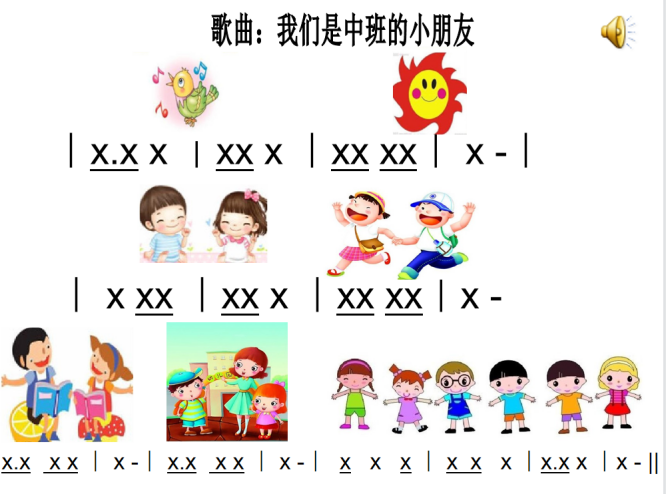 歌曲：我们是中班的小朋友
| x.x x | xx x | xx xx | x - |
| x xx | xx x | xx xx | x -
x.x x x | x - | x.x x x | x - | x x x | x x x | x.x x | x - ||